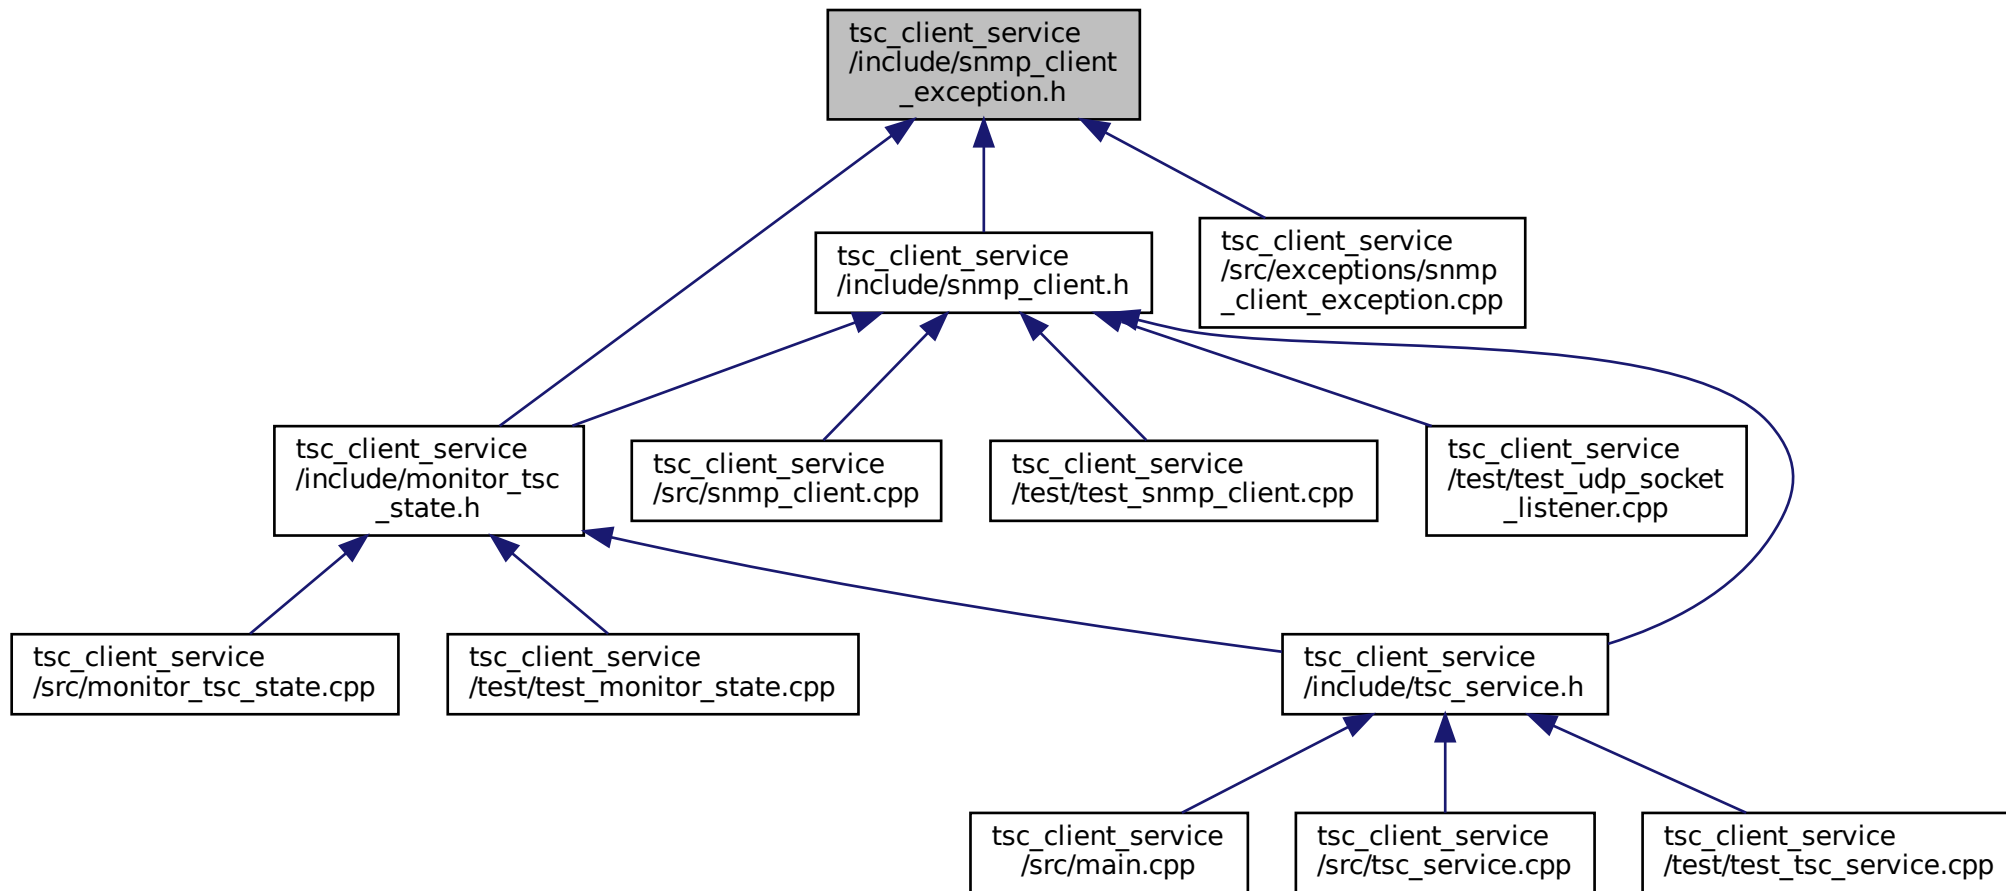 tsc_client_service
/include/snmp_client
_exception.h
tsc_client_service
/include/snmp_client.h
tsc_client_service
/src/exceptions/snmp
_client_exception.cpp
tsc_client_service
/include/monitor_tsc
_state.h
tsc_client_service
/src/snmp_client.cpp
tsc_client_service
/test/test_snmp_client.cpp
tsc_client_service
/test/test_udp_socket
_listener.cpp
tsc_client_service
/src/monitor_tsc_state.cpp
tsc_client_service
/test/test_monitor_state.cpp
tsc_client_service
/include/tsc_service.h
tsc_client_service
/src/main.cpp
tsc_client_service
/src/tsc_service.cpp
tsc_client_service
/test/test_tsc_service.cpp